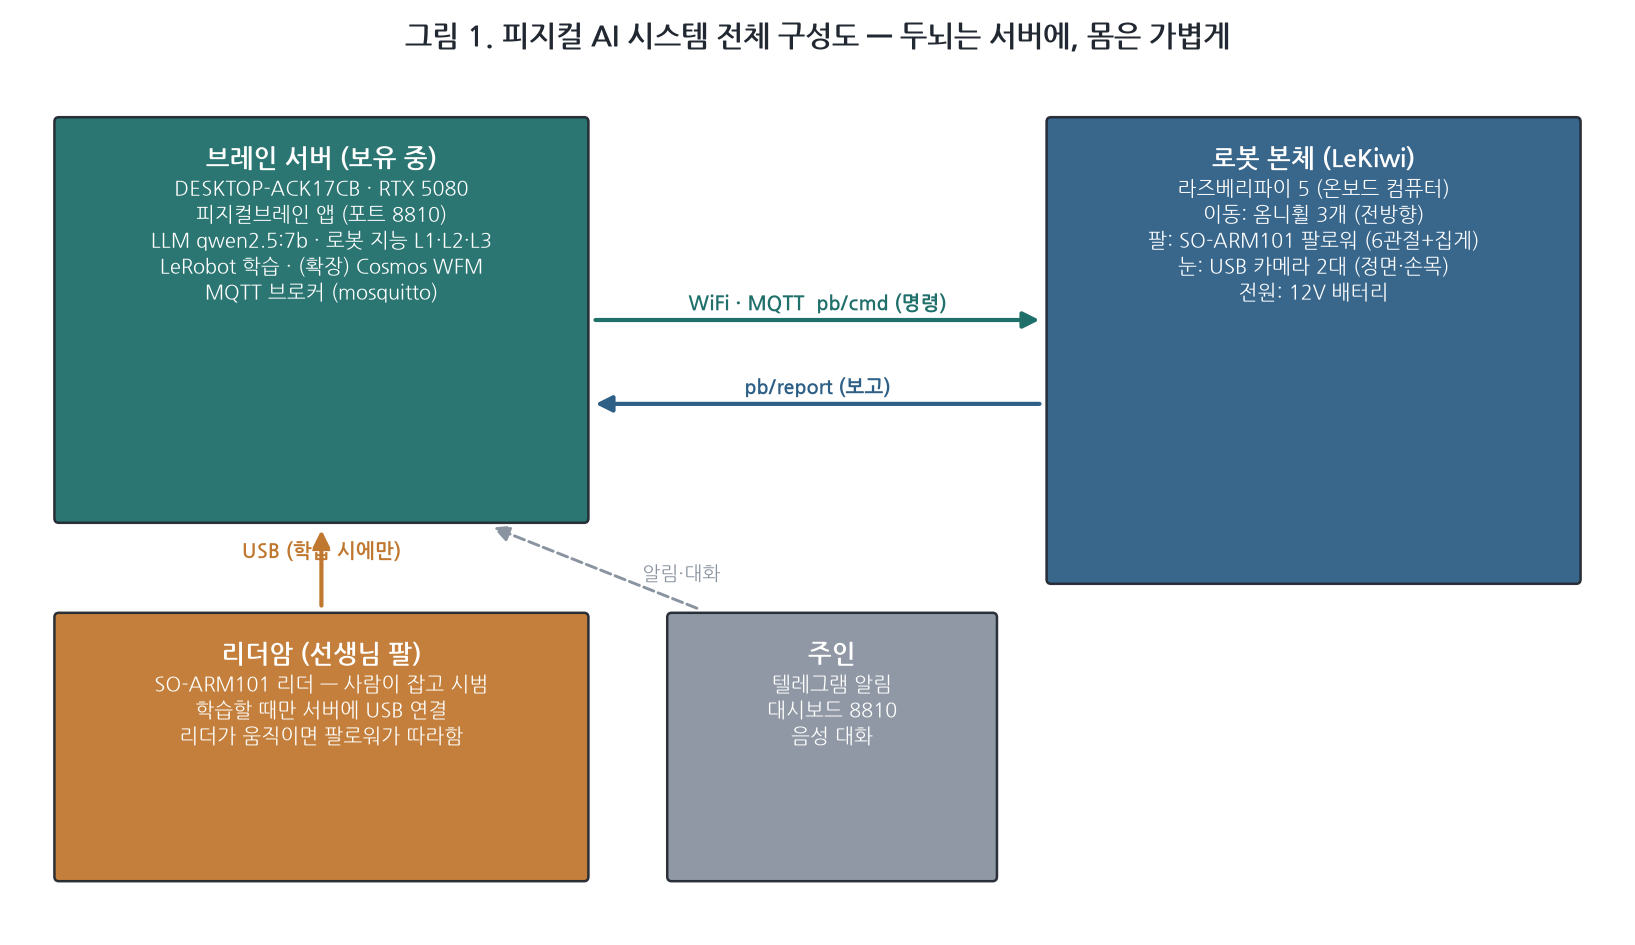 그림 1. 피지컬 AI 시스템 전체 구성도 — 두뇌는 서버에, 몸은 가볍게
브레인 서버 (보유 중)
DESKTOP-ACK17CB · RTX 5080
피지컬브레인 앱 (포트 8810)
LLM qwen2.5:7b · 로봇 지능 L1·L2·L3
LeRobot 학습 · (확장) Cosmos WFM
MQTT 브로커 (mosquitto)
WiFi · MQTT  pb/cmd (명령)
pb/report (보고)
로봇 본체 (LeKiwi)
라즈베리파이 5 (온보드 컴퓨터)
이동: 옴니휠 3개 (전방향)
팔: SO-ARM101 팔로워 (6관절+집게)
눈: USB 카메라 2대 (정면·손목)
전원: 12V 배터리
USB (학습 시에만)
알림·대화
리더암 (선생님 팔)
SO-ARM101 리더 — 사람이 잡고 시범
학습할 때만 서버에 USB 연결
리더가 움직이면 팔로워가 따라함
주인
텔레그램 알림
대시보드 8810
음성 대화